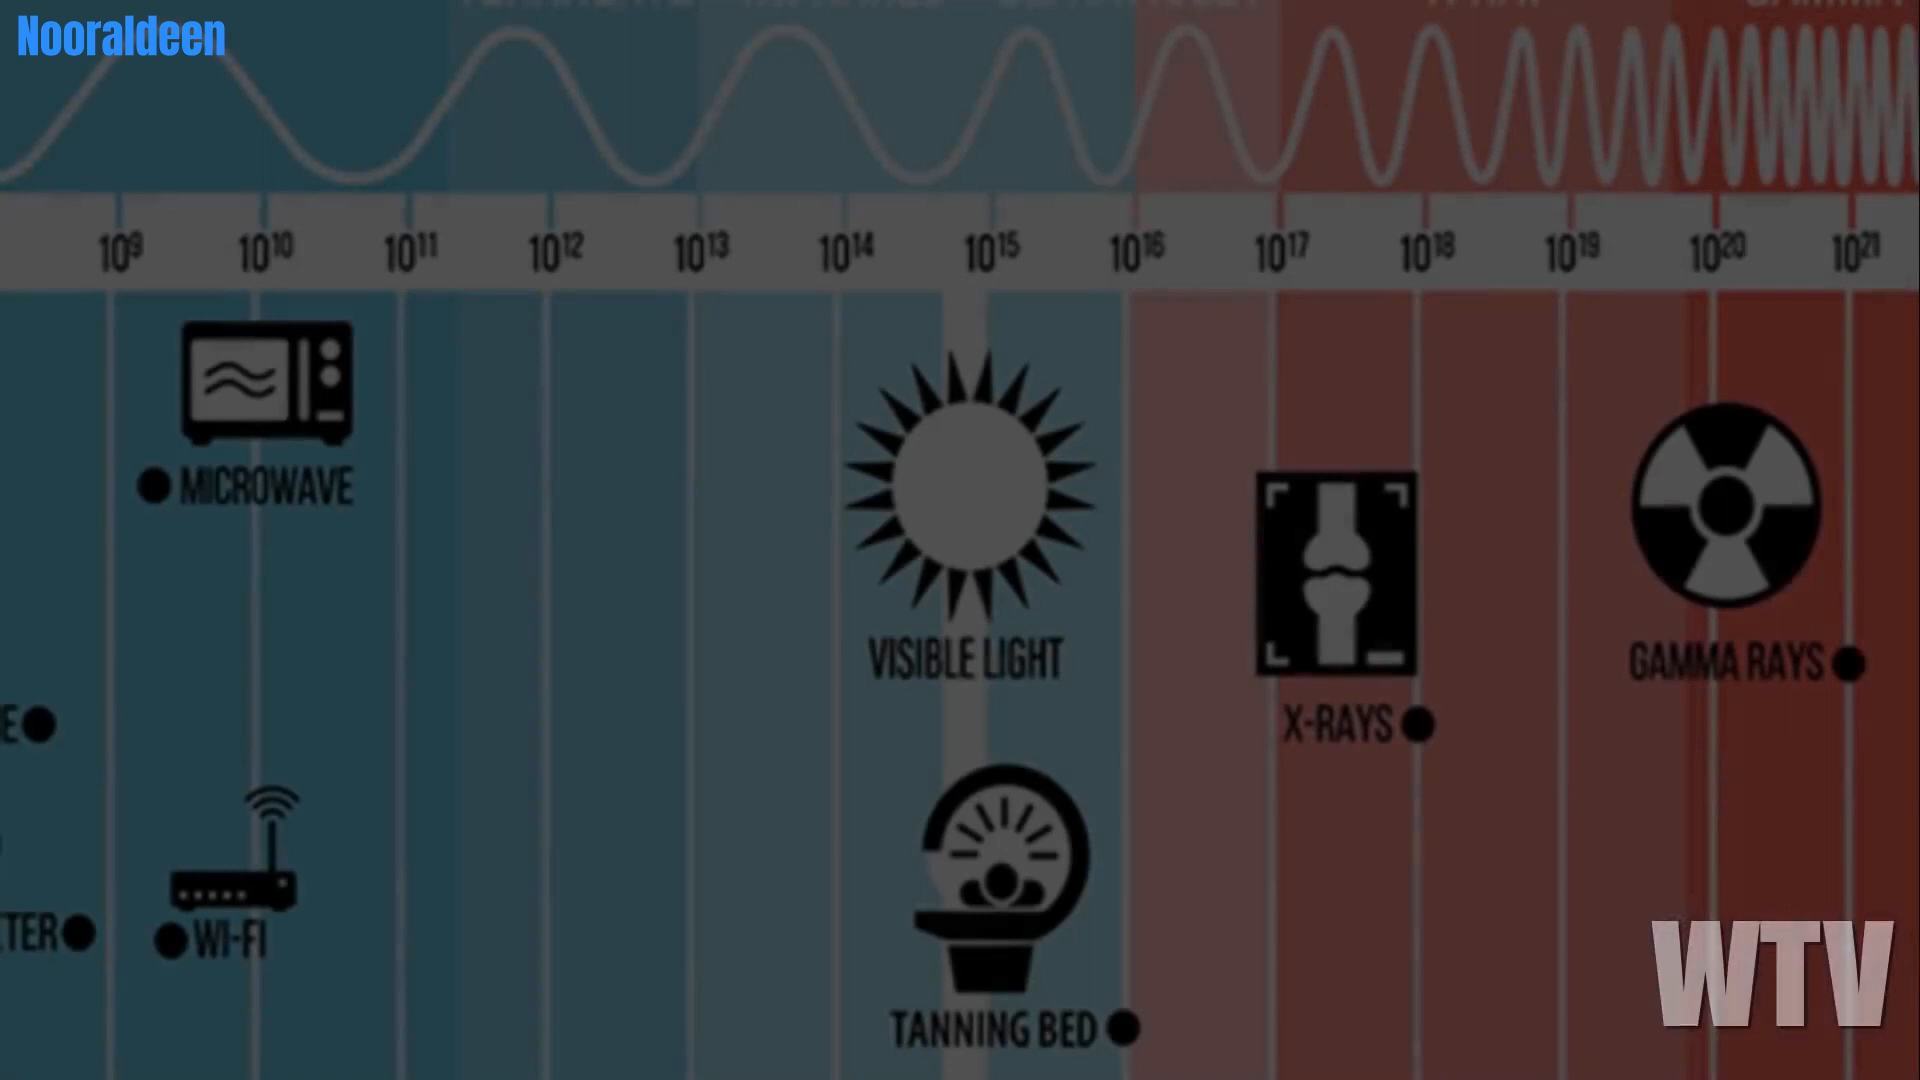 Nooraldeen
10⁹ 10¹⁰ 10¹¹ 10¹² 10¹³ 10¹⁴ 10¹⁵ 10¹⁶ 10¹⁷ 10¹⁸ 10¹⁹ 10²⁰ 10²¹
MICROWAVE
VISIBLE LIGHT
GAMMA RAYS
X-RAYS
WI-FI
TANNING BED
WTV